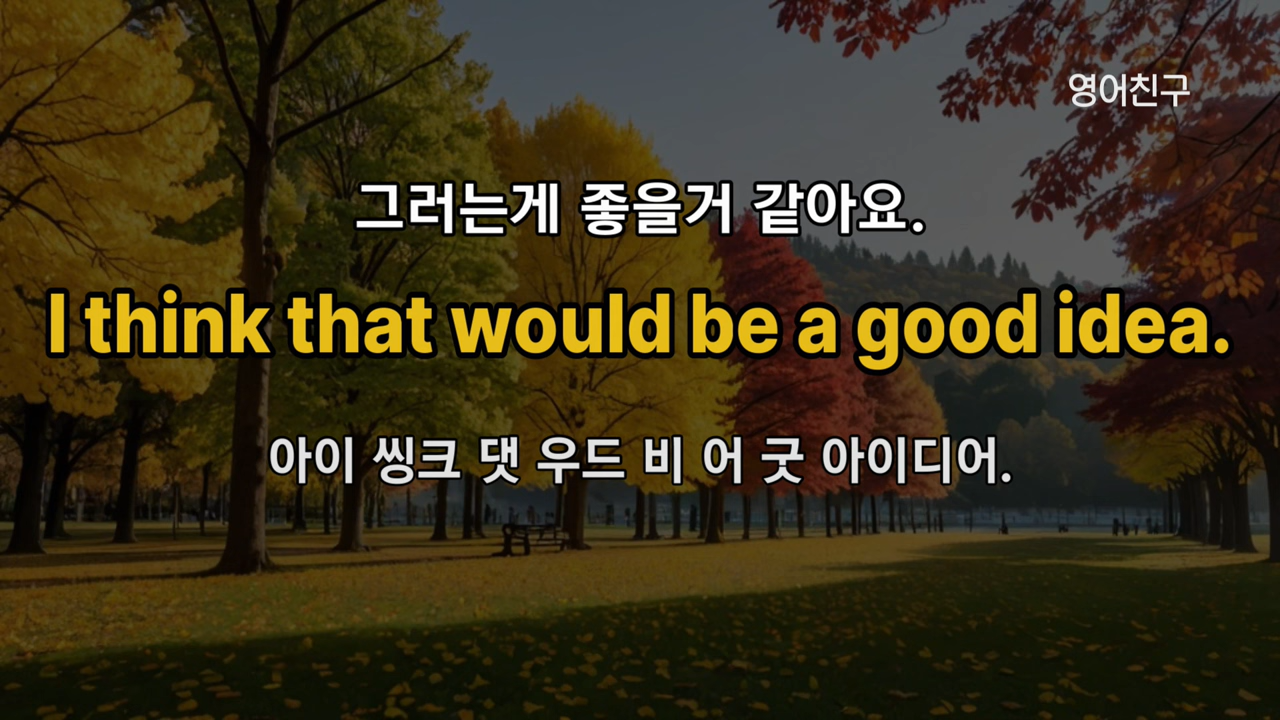 영어친구
그러는게 좋을거 같아요.
I think that would be a good idea.
아이 씽크 댓 우드 비 어 굿 아이디어.